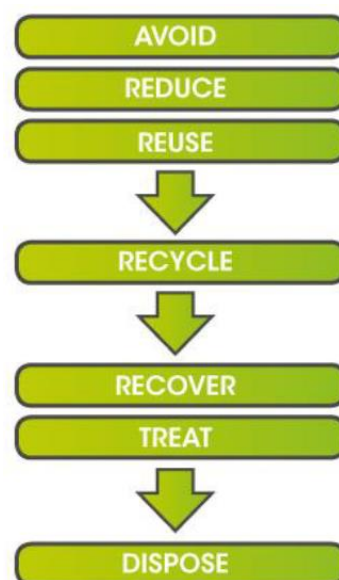 AVOID
REDUCE
REUSE
RECYCLE
RECOVER
TREAT
DISPOSE